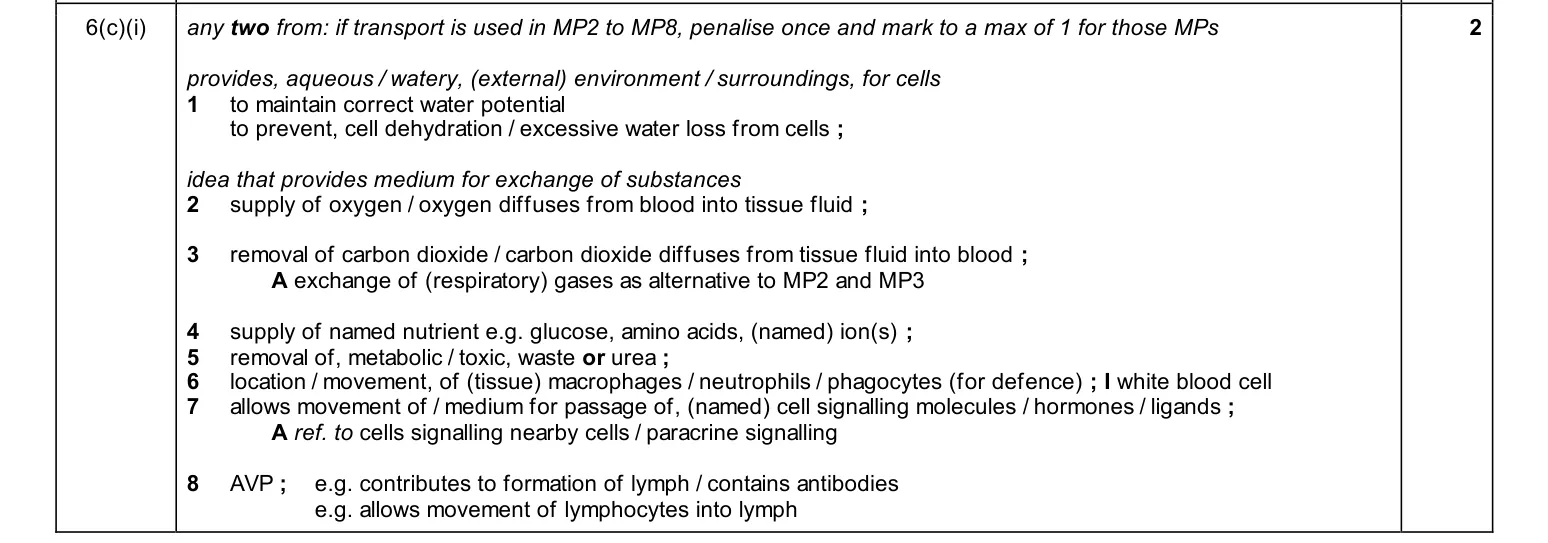 6(c)(i) any two from: if transport is used in MP2 to MP8, penalise once and mark to a max of 1 for those MPs 2
provides, aqueous / watery, (external) environment / surroundings, for cells
1 to maintain correct water potential
to prevent, cell dehydration / excessive water loss from cells ;
idea that provides medium for exchange of substances
2 supply of oxygen / oxygen diffuses from blood into tissue fluid ;
3 removal of carbon dioxide / carbon dioxide diffuses from tissue fluid into blood ;
A exchange of (respiratory) gases as alternative to MP2 and MP3
4 supply of named nutrient e.g. glucose, amino acids, (named) ion(s) ;
5 removal of, metabolic / toxic, waste or urea ;
6 location / movement, of (tissue) macrophages / neutrophils / phagocytes (for defence) ; I white blood cell
7 allows movement of / medium for passage of, (named) cell signalling molecules / hormones / ligands ;
A ref. to cells signalling nearby cells / paracrine signalling
8 AVP ; e.g. contributes to formation of lymph / contains antibodies
e.g. allows movement of lymphocytes into lymph